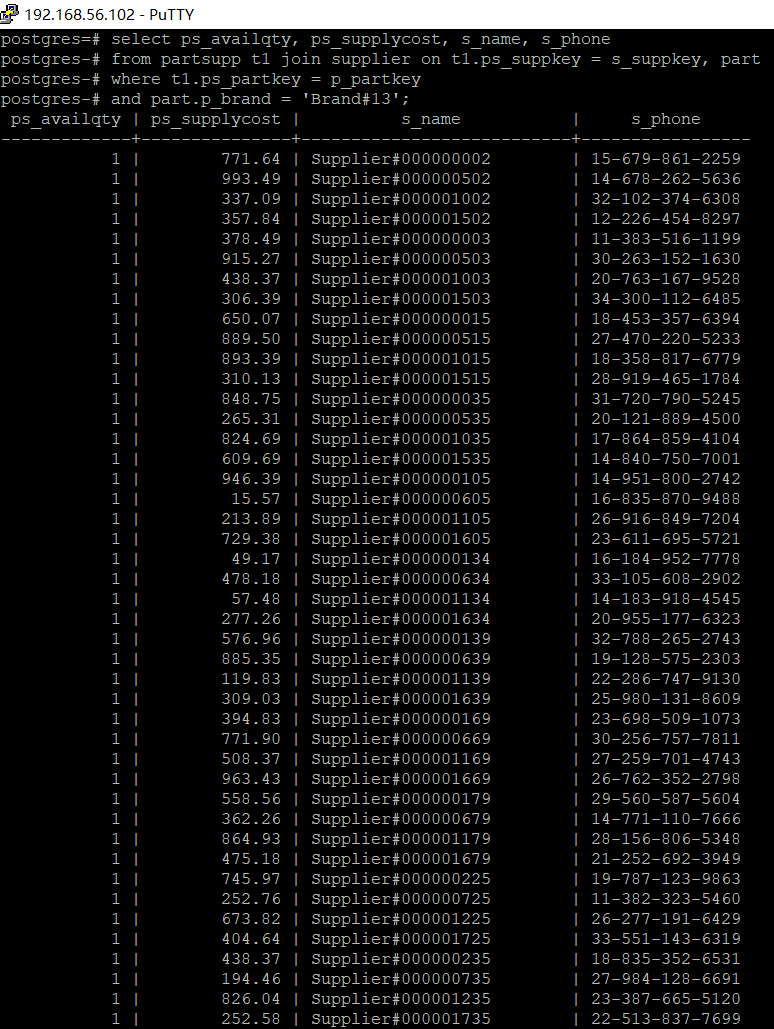 192.168.56.102 - PuTTY
postgres=# select ps_availqty, ps_supplycost, s_name, s_phone
postgres-# from partsupp t1 join supplier on t1.ps_suppkey = s_suppkey, part
postgres-# where t1.ps_partkey = p_partkey
postgres-# and part.p_brand = 'Brand#13';
 ps_availqty | ps_supplycost |          s_name           |     s_phone
-------------+---------------+---------------------------+-----------------
           1 |        771.64 | Supplier#000000002        | 15-679-861-2259
           1 |        993.49 | Supplier#000000502        | 14-678-262-5636
           1 |        337.09 | Supplier#000001002        | 32-102-374-6308
           1 |        357.84 | Supplier#000001502        | 12-226-454-8297
           1 |        378.49 | Supplier#000000003        | 11-383-516-1199
           1 |        915.27 | Supplier#000000503        | 30-263-152-1630
           1 |        438.37 | Supplier#000001003        | 20-763-167-9528
           1 |        306.39 | Supplier#000001503        | 34-300-112-6485
           1 |        650.07 | Supplier#000000015        | 18-453-357-6394
           1 |        889.50 | Supplier#000000515        | 27-470-220-5233
           1 |        893.39 | Supplier#000001015        | 18-358-817-6779
           1 |        310.13 | Supplier#000001515        | 28-919-465-1784
           1 |        848.75 | Supplier#000000035        | 31-720-790-5245
           1 |        265.31 | Supplier#000000535        | 20-121-889-4500
           1 |        824.69 | Supplier#000001035        | 17-864-859-4104
           1 |        609.69 | Supplier#000001535        | 14-840-750-7001
           1 |        946.39 | Supplier#000000105        | 14-951-800-2742
           1 |         15.57 | Supplier#000000605        | 16-835-870-9488
           1 |        213.89 | Supplier#000001105        | 26-916-849-7204
           1 |        729.38 | Supplier#000001605        | 23-611-695-5721
           1 |         49.17 | Supplier#000000134        | 16-184-952-7778
           1 |        478.18 | Supplier#000000634        | 33-105-608-2902
           1 |         57.48 | Supplier#000001134        | 14-183-918-4545
           1 |        277.26 | Supplier#000001634        | 20-955-177-6323
           1 |        576.96 | Supplier#000000139        | 32-788-265-2743
           1 |        885.35 | Supplier#000000639        | 19-128-575-2303
           1 |        119.83 | Supplier#000001139        | 22-286-747-9130
           1 |        309.03 | Supplier#000001639        | 25-980-131-8609
           1 |        394.83 | Supplier#000000169        | 23-698-509-1073
           1 |        771.90 | Supplier#000000669        | 30-256-757-7811
           1 |        508.37 | Supplier#000001169        | 27-259-701-4743
           1 |        963.43 | Supplier#000001669        | 26-762-352-2798
           1 |        558.56 | Supplier#000000179        | 29-560-587-5604
           1 |        362.26 | Supplier#000000679        | 14-771-110-7666
           1 |        864.93 | Supplier#000001179        | 28-156-806-5348
           1 |        475.18 | Supplier#000001679        | 21-252-692-3949
           1 |        745.97 | Supplier#000000225        | 19-787-123-9863
           1 |        252.76 | Supplier#000000725        | 11-382-323-5460
           1 |        673.82 | Supplier#000001225        | 26-277-191-6429
           1 |        404.64 | Supplier#000001725        | 33-551-143-6319
           1 |        438.37 | Supplier#000000235        | 18-835-352-6531
           1 |        194.46 | Supplier#000000735        | 27-984-128-6691
           1 |        826.04 | Supplier#000001235        | 23-387-665-5120
           1 |        252.58 | Supplier#000001735        | 22-513-837-7699